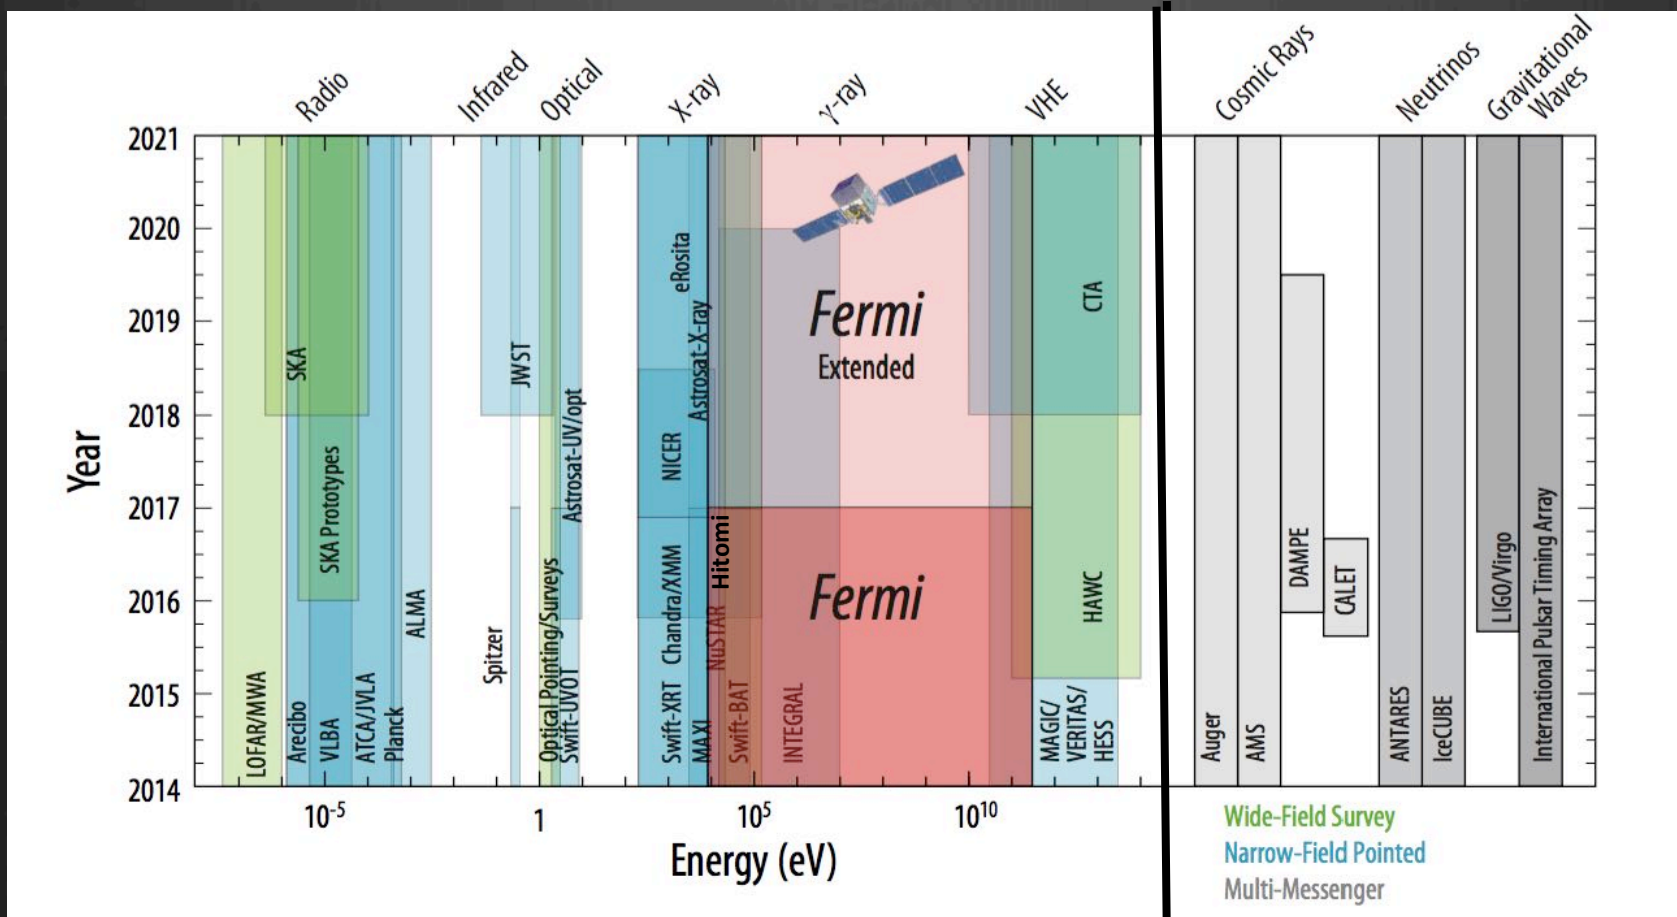 Radio
Infrared
Optical
X-ray
γ-ray
VHE
Cosmic Rays
Neutrinos
Gravitational
Waves
2021
2020
2019
2018
2017
2016
2015
2014
Year
LOFAR/MWA
SKA
Arecibo
SKA Prototypes
VLBA
ATCA/JVLA
Planck
ALMA
Spitzer
JWST
Optical Pointing/Surveys
Swift-UVOT
Astrosat-UV/opt
eRosita
NICER
Chandra/XMM
Swift-XRT
Astrosat-X-ray
MAXI
NuSTAR
Hitomi
Swift-BAT
INTEGRAL
Fermi
Extended
Fermi
CTA
HAWC
MAGIC/
VERITAS/
HESS
Auger
AMS
DAMPE
CALET
ANTARES
IceCUBE
LIGO/Virgo
International Pulsar Timing Array
10-5
1
105
1010
Energy (eV)
Wide-Field Survey
Narrow-Field Pointed
Multi-Messenger